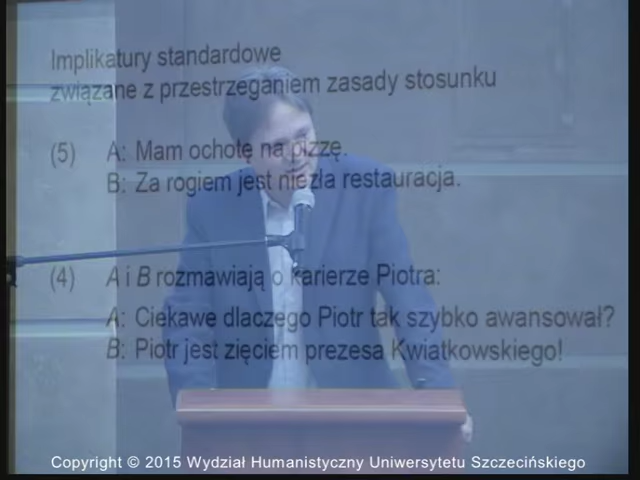 Implikatury standardowe
związane z przestrzeganiem zasady stosunku
(5) A: Mam ochotę na pizzę.
B: Za rogiem jest niezła restauracja.
(4) A i B rozmawiają o karierze Piotra:
A: Ciekawe dlaczego Piotr tak szybko awansował?
B: Piotr jest zięciem prezesa Kwiatkowskiego!
Copyright © 2015 Wydział Humanistyczny Uniwersytetu Szczecińskiego